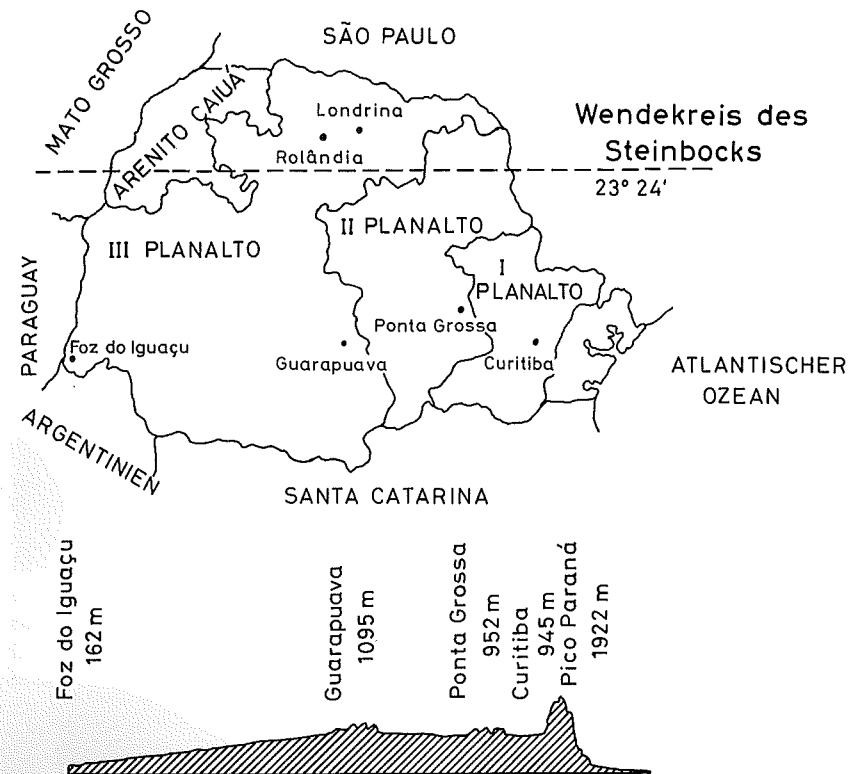 SÃO PAULO
MATO GROSSO
ARENITO CAIUÁ
Londrina
Rolândia
Wendekreis des
Steinbocks
23° 24'
II PLANALTO
III PLANALTO
I
PLANALTO
PARAGUAY
Ponta Grossa
Foz do Iguaçu
Guarapuava
Curitiba
ATLANTISCHER
OZEAN
ARGENTINIEN
SANTA CATARINA
Foz do Iguaçu
162 m
Guarapuava
1095 m
Ponta Grossa
952 m
Curitiba
945 m
Pico Paraná
1922 m